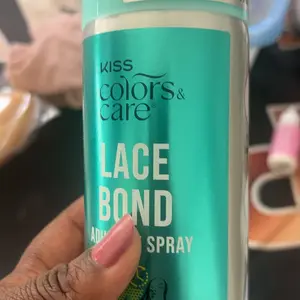 KISS
colors &
care
LACE
BOND
SPRAY